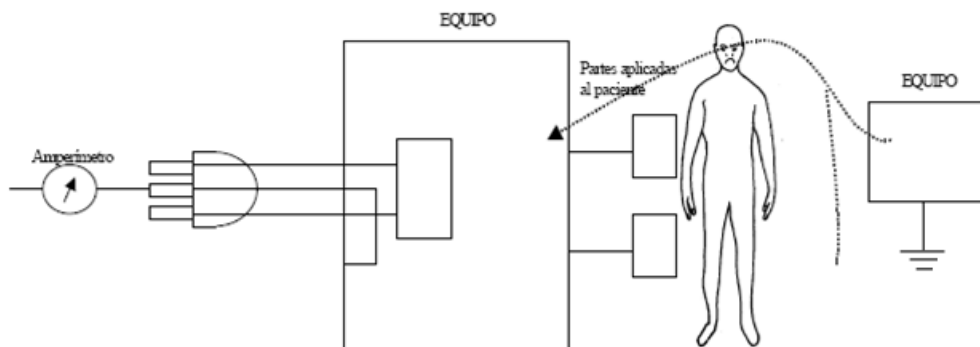 EQUIPO
Partes aplicadas
al paciente
EQUIPO
Amperímetro